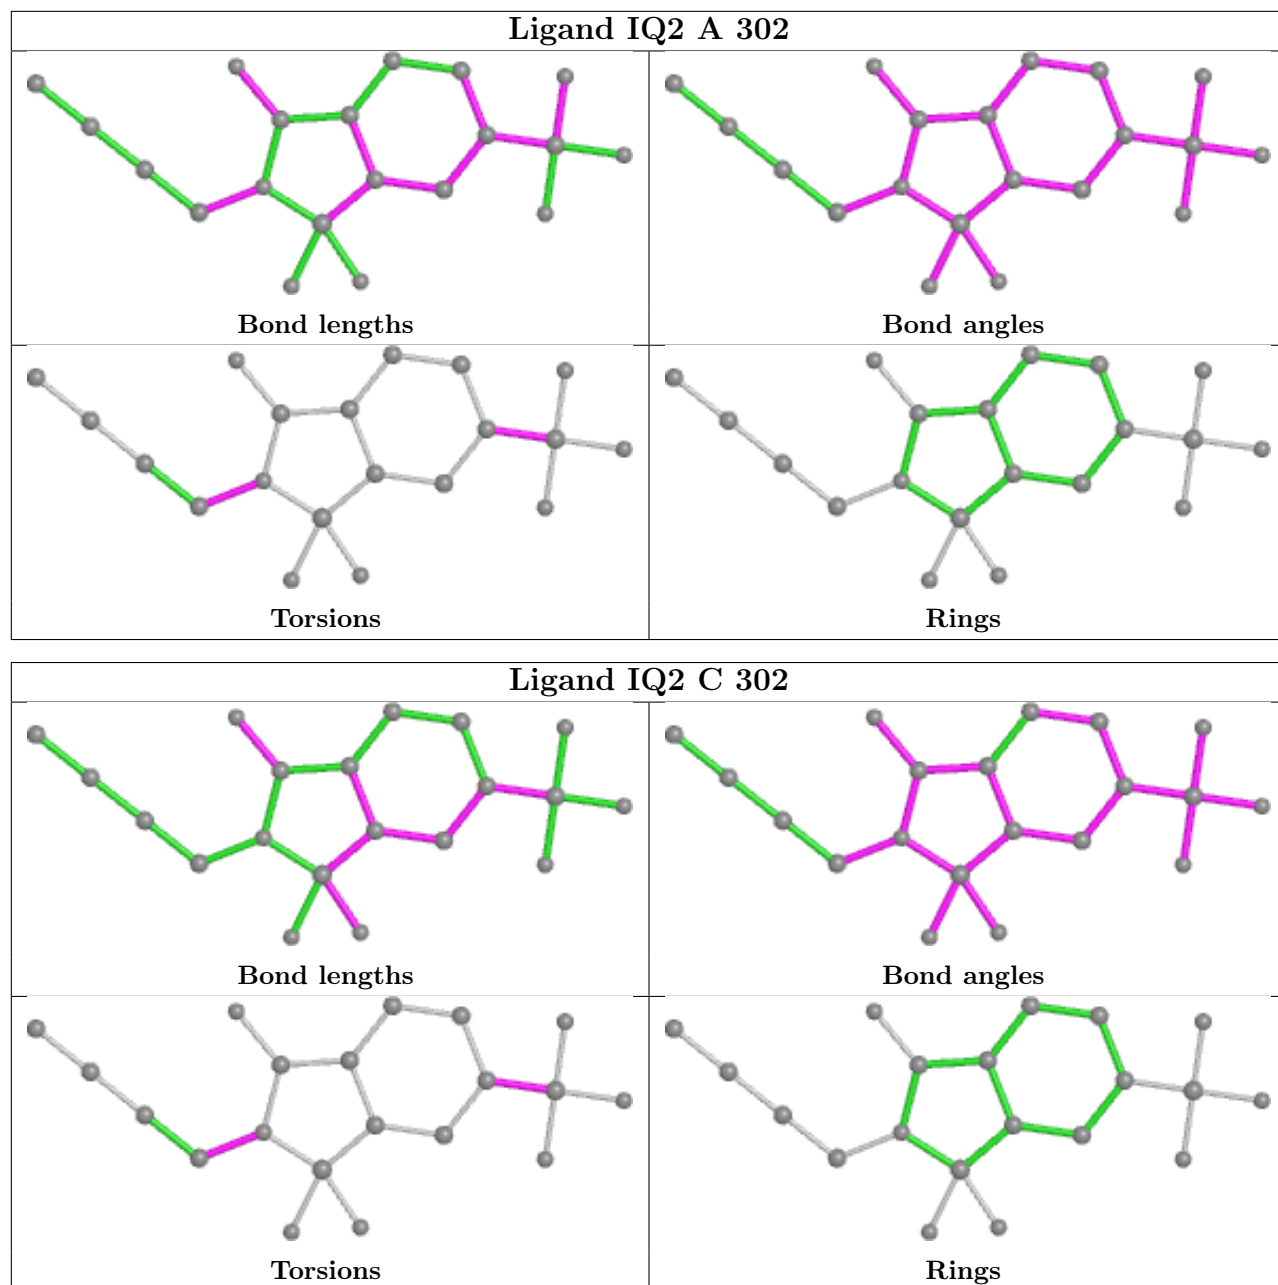 Ligand IQ2 A 302
Bond lengths
Bond angles
Torsions
Rings
Ligand IQ2 C 302
Bond lengths
Bond angles
Torsions
Rings